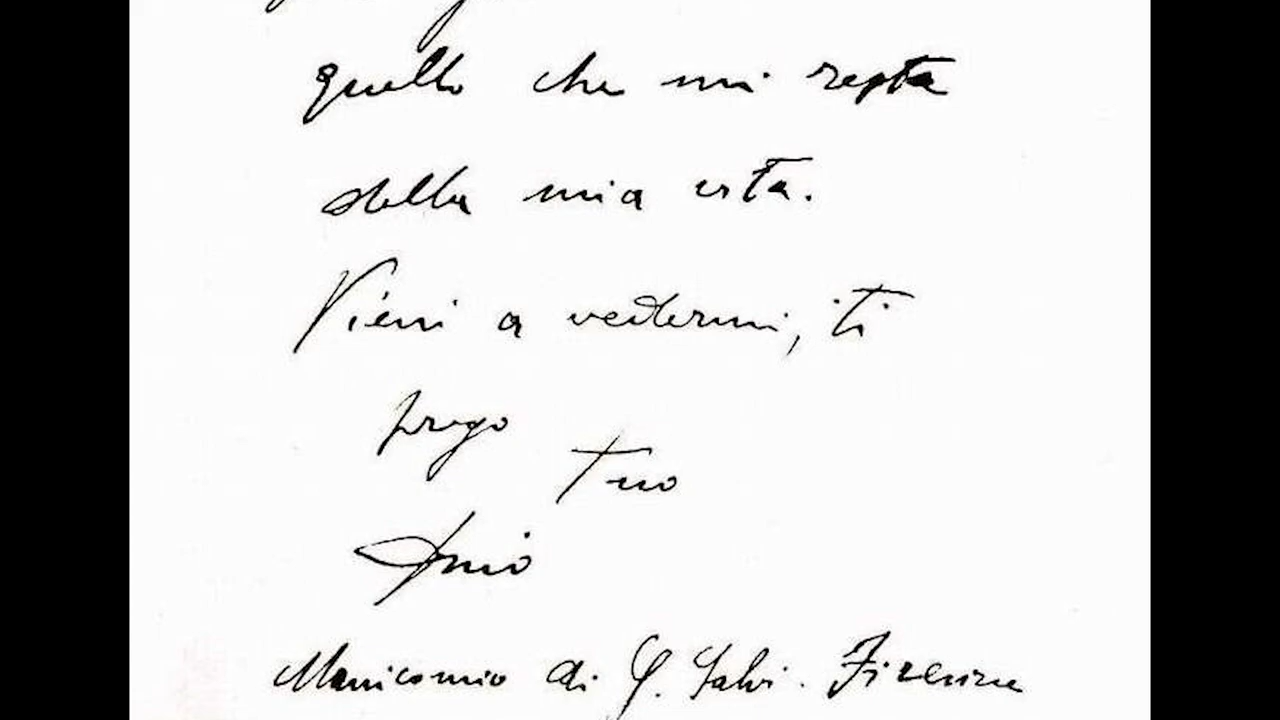 quello che mi resta
della mia vita.
Vieni a vedermi, ti
prego
tuo
Dino
Manicomio di S. Salvi. Firenze